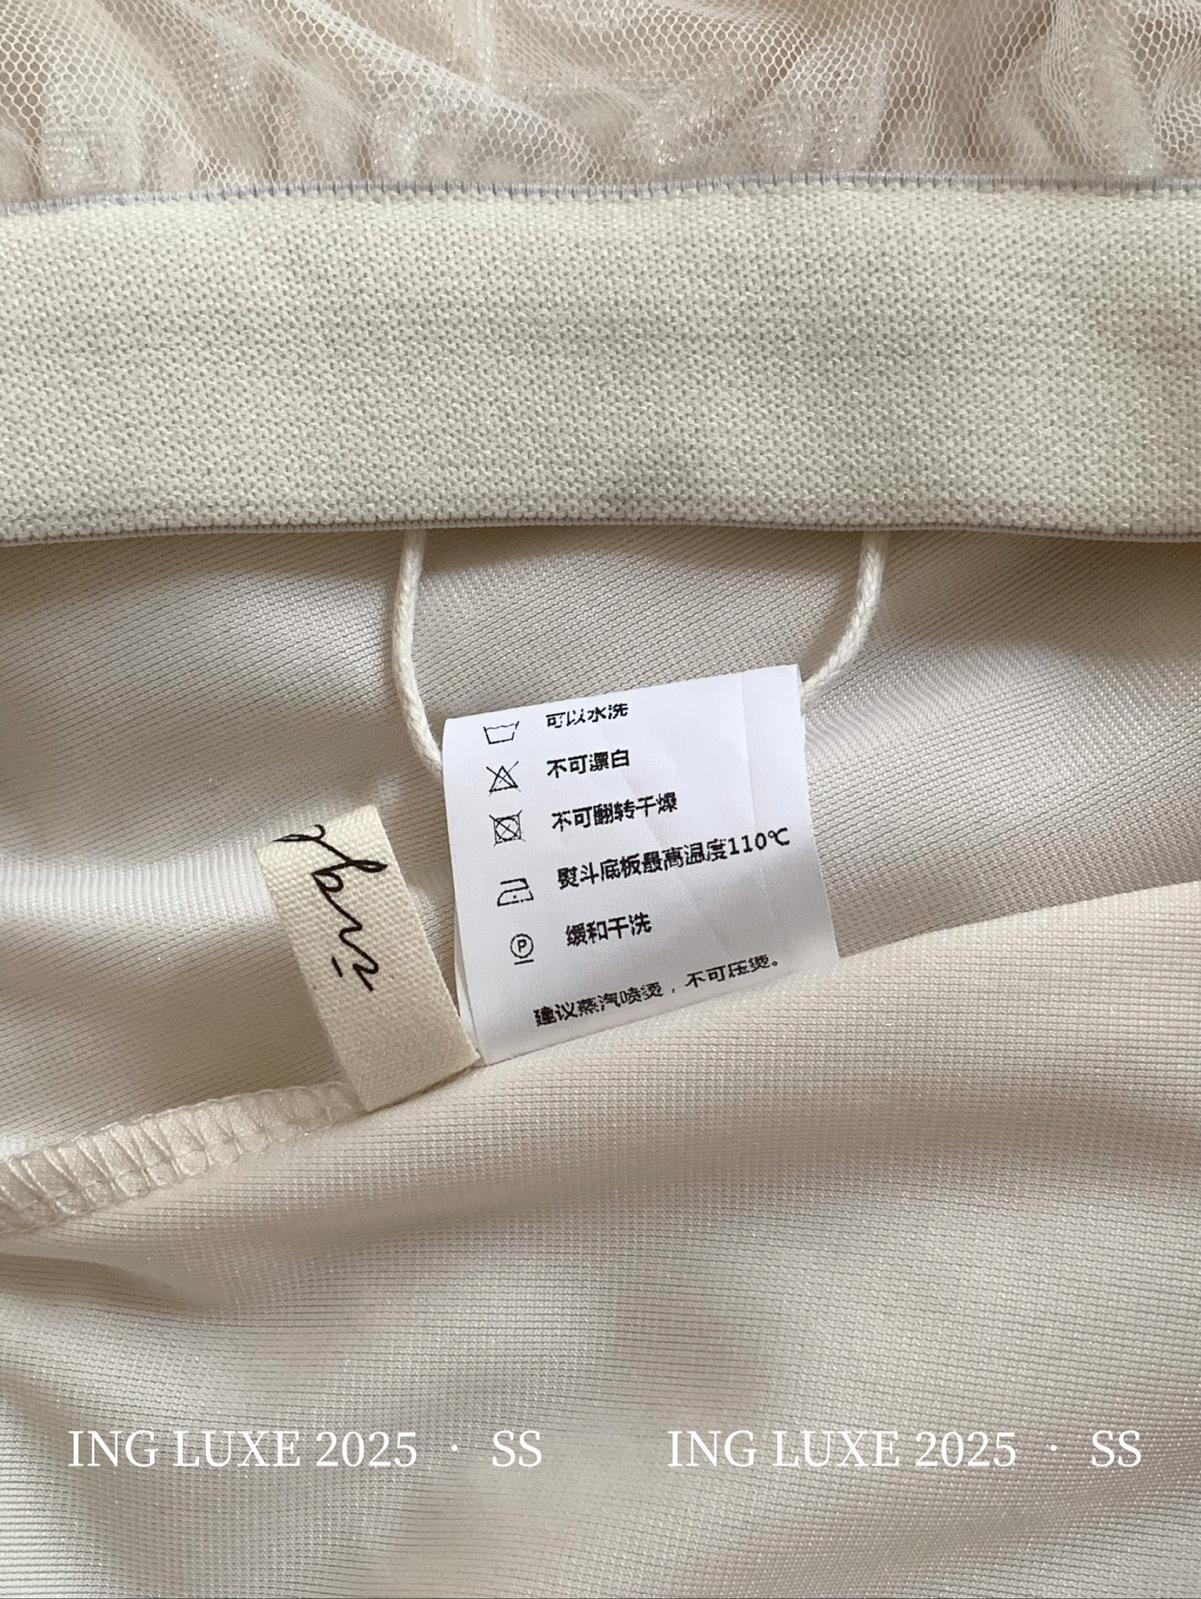 可以水洗
不可漂白
不可翻转干燥
熨斗底板最高温度110℃
P 缓和干洗
建议蒸汽喷烫，不可压烫。
ING LUXE 2025 · SS ING LUXE 2025 · SS